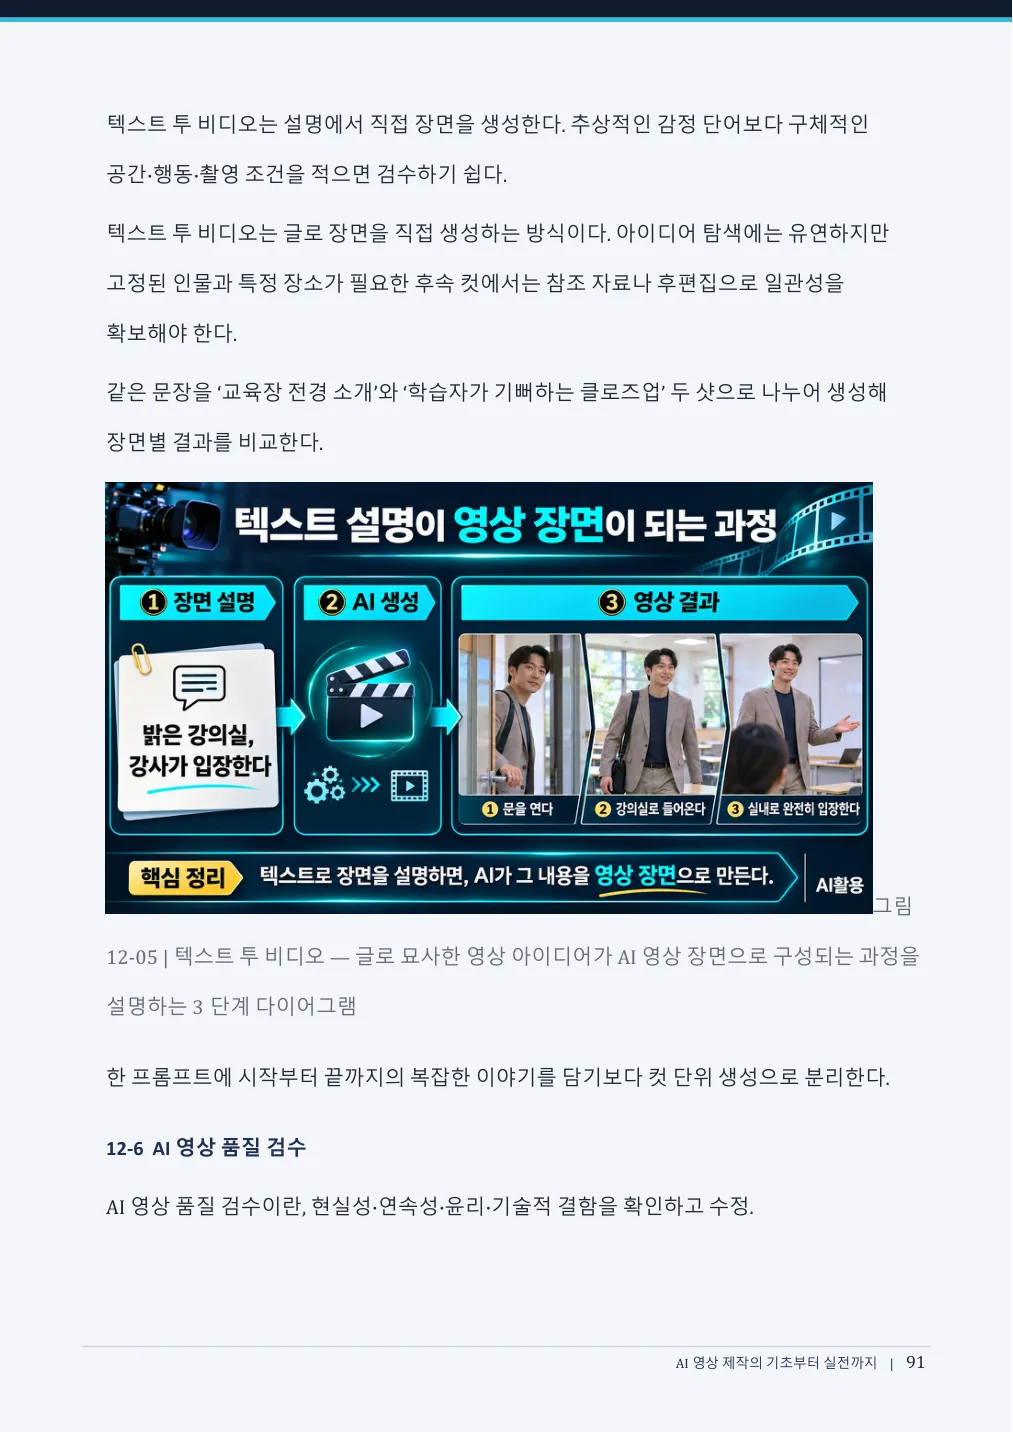 텍스트 투 비디오는 설명에서 직접 장면을 생성한다. 추상적인 감정 단어보다 구체적인
공간·행동·촬영 조건을 적으면 검수하기 쉽다.
텍스트 투 비디오는 글로 장면을 직접 생성하는 방식이다. 아이디어 탐색에는 유연하지만
고정된 인물과 특정 장소가 필요한 후속 컷에서는 참조 자료나 후편집으로 일관성을
확보해야 한다.
같은 문장을 ‘교육장 전경 소개’와 ‘학습자가 기뻐하는 클로즈업’ 두 샷으로 나누어 생성해
장면별 결과를 비교한다.
텍스트 설명이 영상 장면이 되는 과정
1 장면 설명
2 AI 생성
3 영상 결과
밝은 강의실,
강사가 입장한다
1 문을 연다
2 강의실로 들어온다
3 실내로 완전히 입장한다
핵심 정리
텍스트로 장면을 설명하면, AI가 그 내용을 영상 장면으로 만든다.
AI활용
그림
12-05 | 텍스트 투 비디오 — 글로 묘사한 영상 아이디어가 AI 영상 장면으로 구성되는 과정을
설명하는 3 단계 다이어그램
한 프롬프트에 시작부터 끝까지의 복잡한 이야기를 담기보다 컷 단위 생성으로 분리한다.
12-6 AI 영상 품질 검수
AI 영상 품질 검수이란, 현실성·연속성·윤리·기술적 결함을 확인하고 수정.
AI 영상 제작의 기초부터 실전까지 | 91